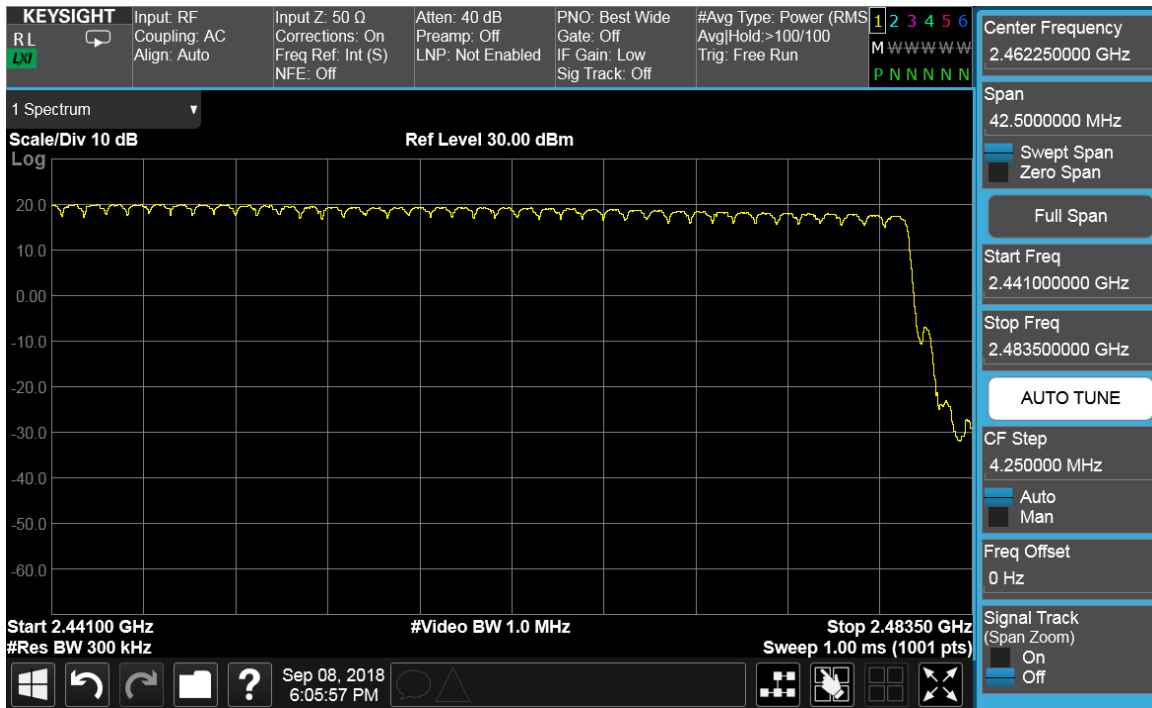 KEYSIGHT
R L
LXI
Input: RF
Coupling: AC
Align: Auto
Input Z: 50 Ω
Corrections: On
Freq Ref: Int (S)
NFE: Off
Atten: 40 dB
Preamp: Off
LNP: Not Enabled
PNO: Best Wide
Gate: Off
IF Gain: Low
Sig Track: Off
#Avg Type: Power (RMS
Avg|Hold:>100/100
Trig: Free Run
1 2 3 4 5 6
M W W W W W
P N N N N N
1 Spectrum
Scale/Div 10 dB
Ref Level 30.00 dBm
Log
20.0
10.0
0.00
-10.0
-20.0
-30.0
-40.0
-50.0
-60.0
Start 2.44100 GHz
#Video BW 1.0 MHz
Stop 2.48350 GHz
#Res BW 300 kHz
Sweep 1.00 ms (1001 pts)
?
Sep 08, 2018
6:05:57 PM
Center Frequency
2.462250000 GHz
Span
42.5000000 MHz
Swept Span
Zero Span
Full Span
Start Freq
2.441000000 GHz
Stop Freq
2.483500000 GHz
AUTO TUNE
CF Step
4.250000 MHz
Auto
Man
Freq Offset
0 Hz
Signal Track
(Span Zoom)
On
Off